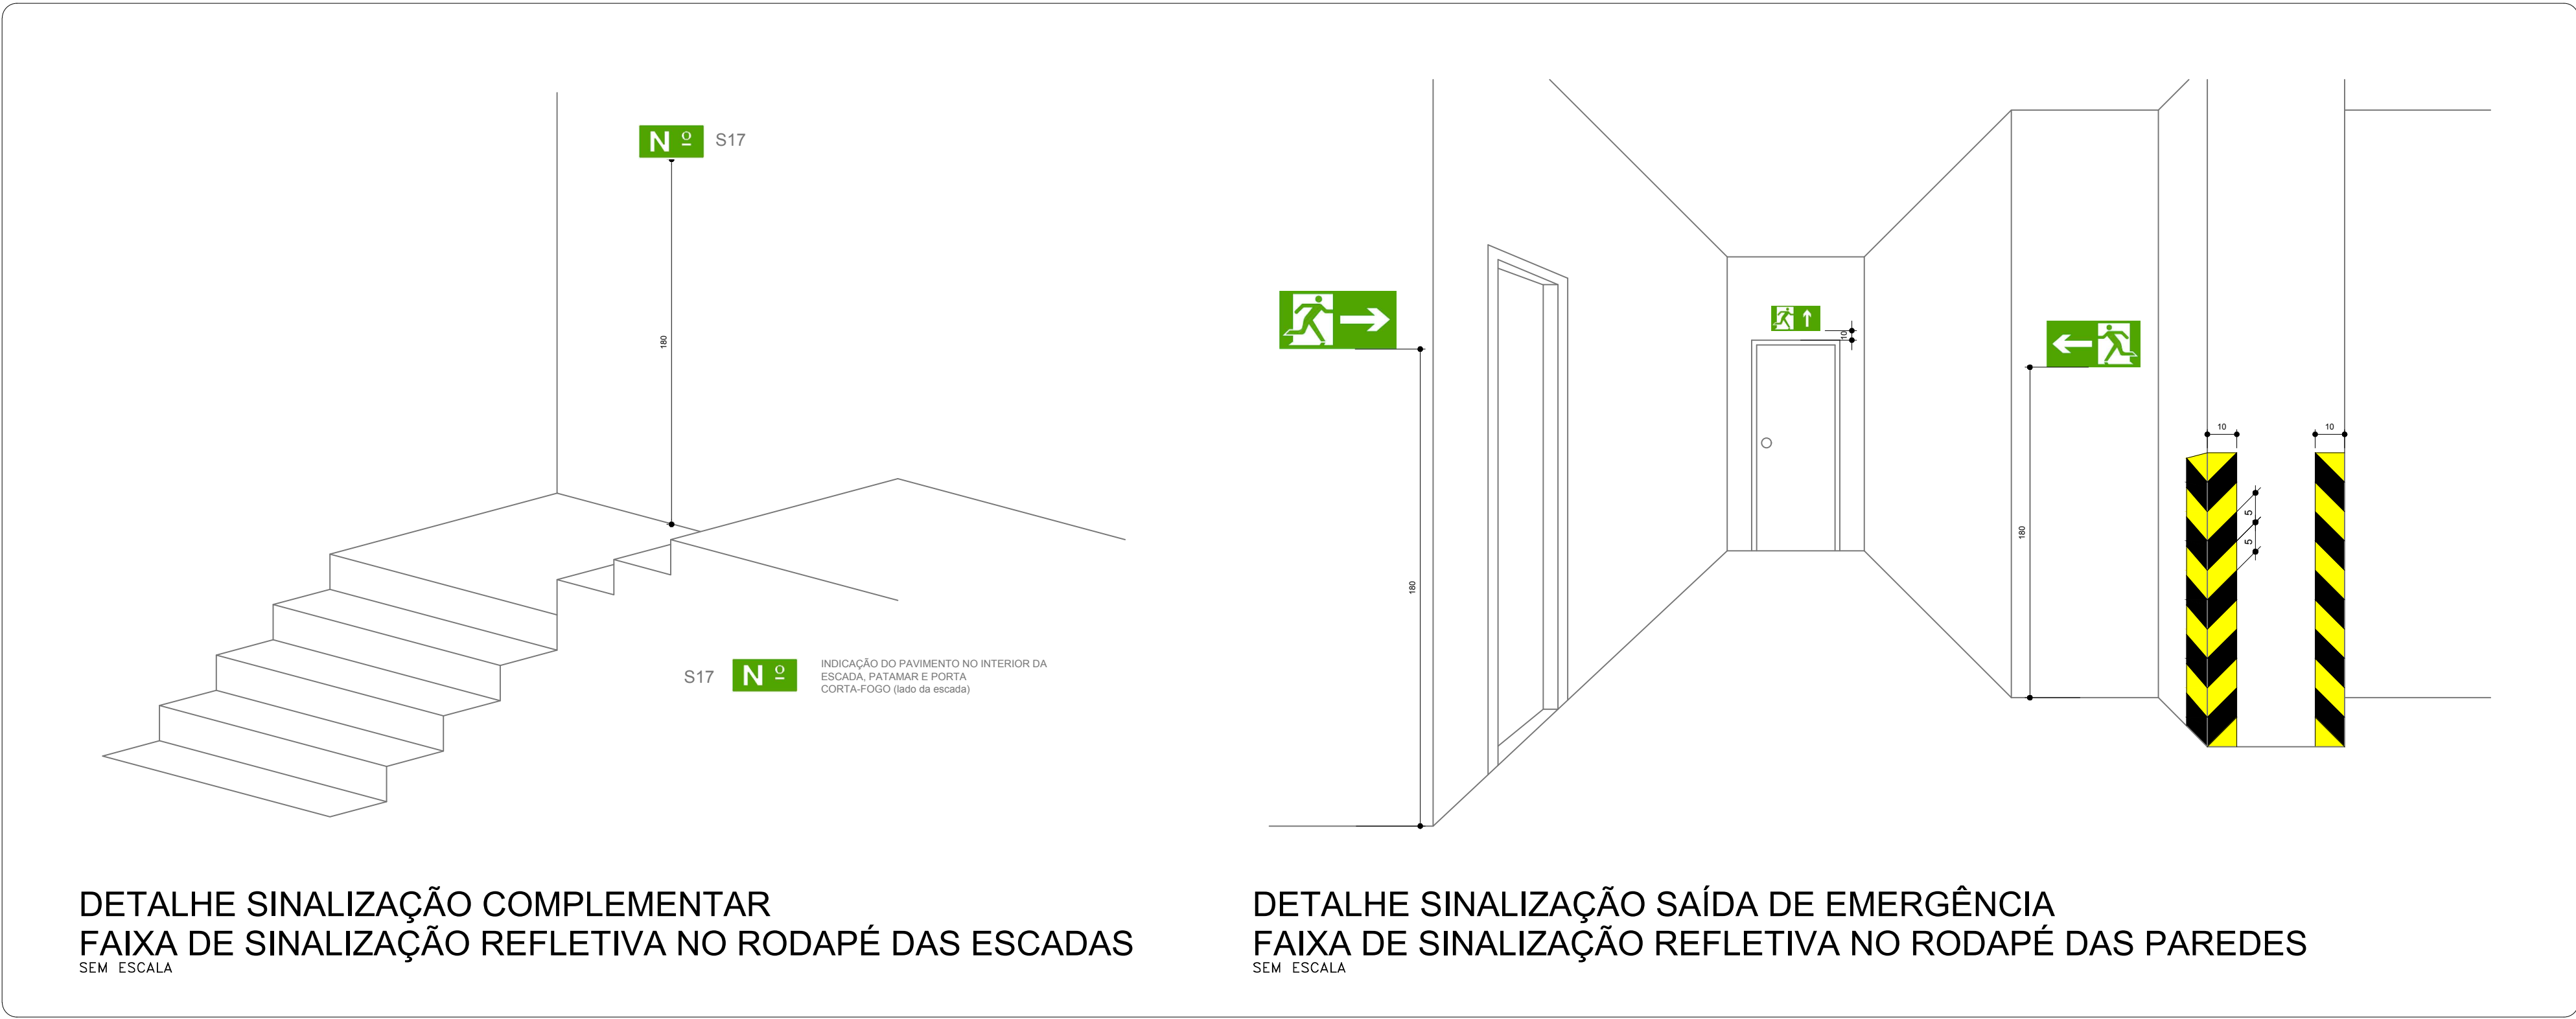 Nº S17
180
S17 Nº
INDICAÇÃO DO PAVIMENTO NO INTERIOR DA
ESCADA, PATAMAR E PORTA
CORTA-FOGO (lado da escada)
DETALHE SINALIZAÇÃO COMPLEMENTAR
FAIXA DE SINALIZAÇÃO REFLETIVA NO RODAPÉ DAS ESCADAS
SEM ESCALA
180
10
180
10
10
5
5
DETALHE SINALIZAÇÃO SAÍDA DE EMERGÊNCIA
FAIXA DE SINALIZAÇÃO REFLETIVA NO RODAPÉ DAS PAREDES
SEM ESCALA